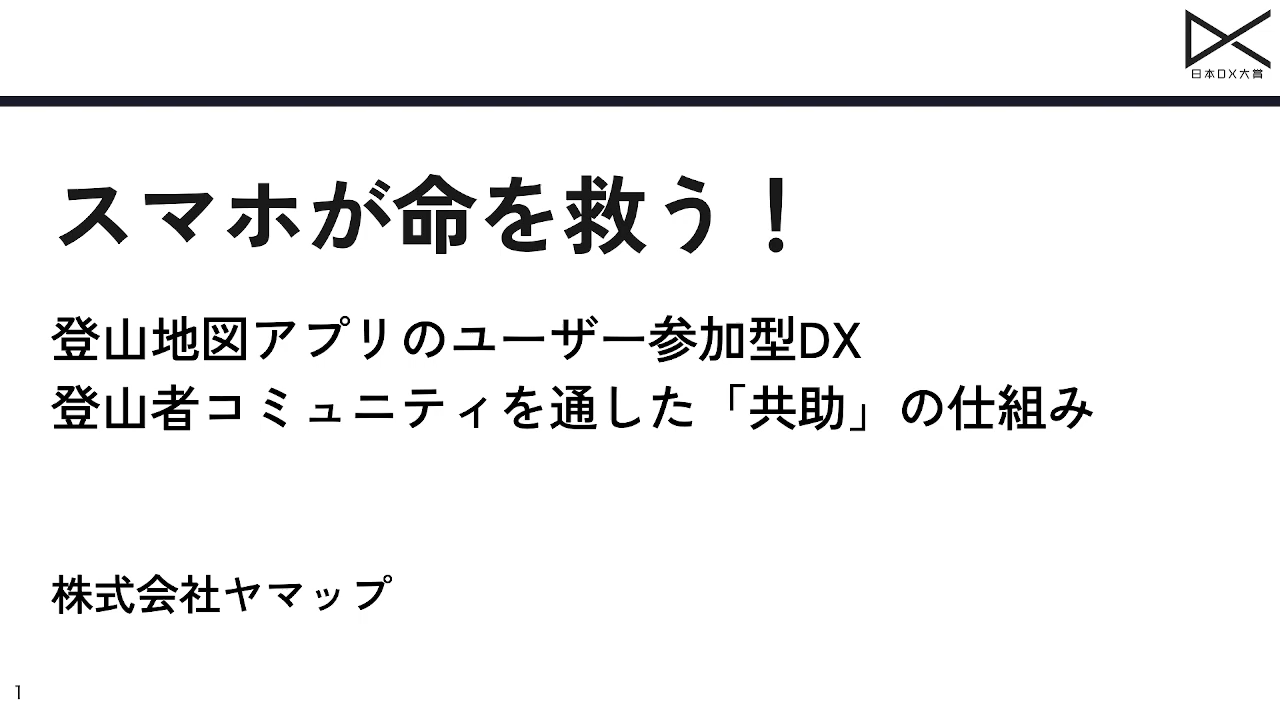 日本DX大賞
スマホが命を救う！
登山地図アプリのユーザー参加型DX
登山者コミュニティを通した「共助」の仕組み
株式会社ヤマップ
1